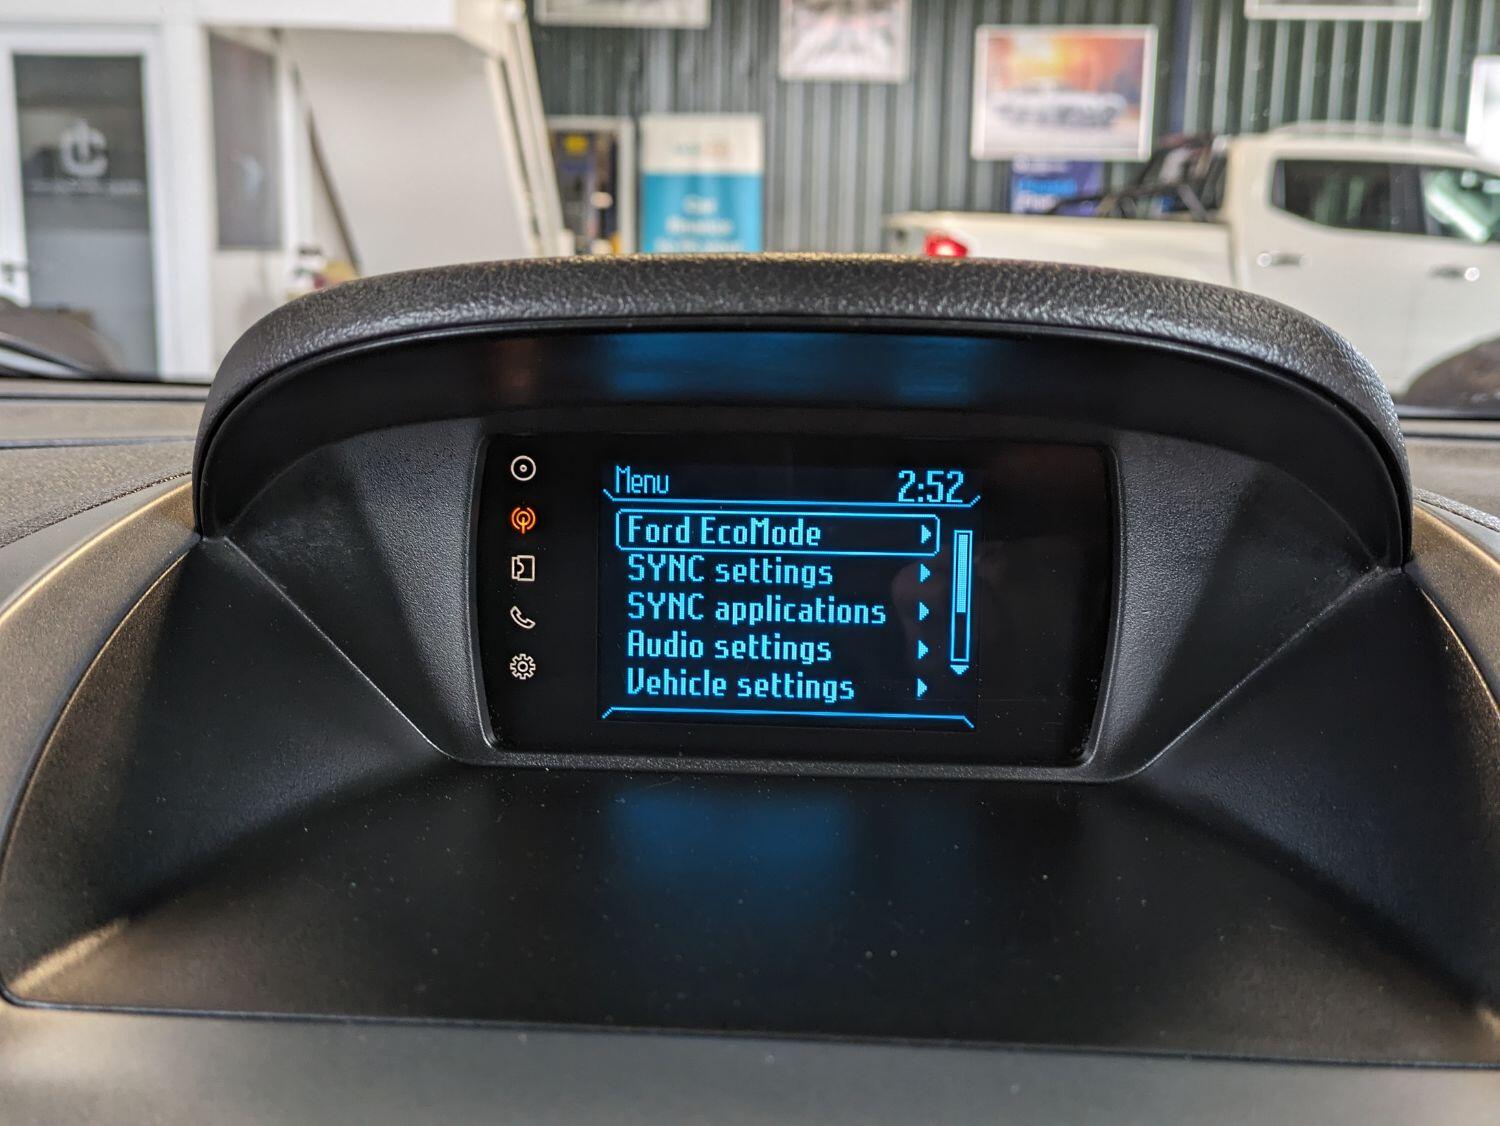 Menu 2:52
Ford EcoMode
SYNC settings
SYNC applications
Audio settings
Vehicle settings